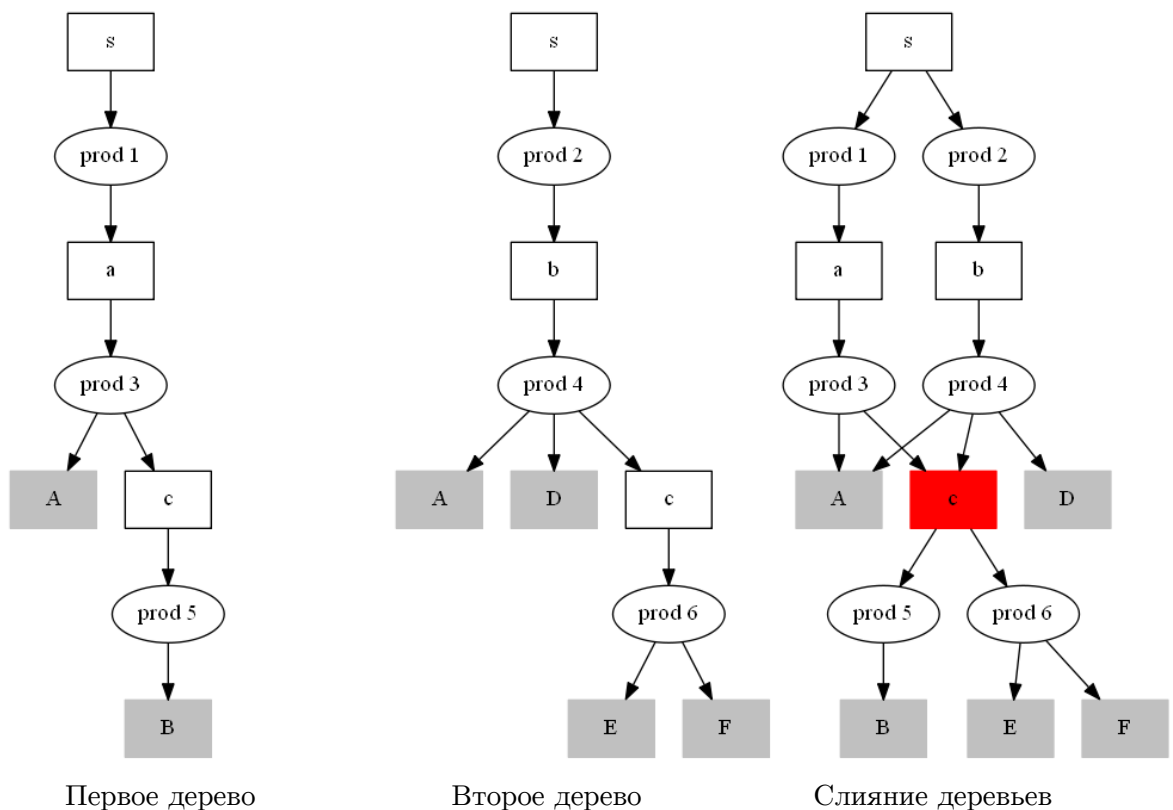 s
s
s
prod 1
prod 2
prod 1
prod 2
a
b
a
b
prod 3
prod 4
prod 3
prod 4
A
c
A
D
c
A
c
D
prod 5
prod 6
prod 5
prod 6
B
E
F
B
E
F
Первое дерево
Второе дерево
Слияние деревьев